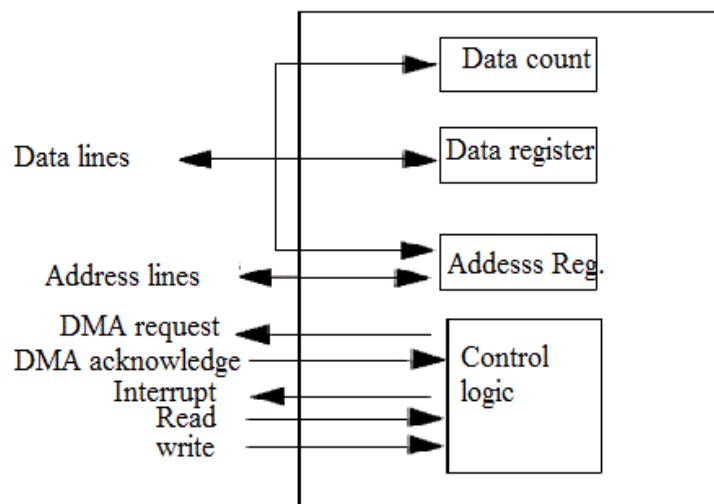 Data count
Data lines
Data register
Address lines
Addesss Reg.
DMA request
DMA acknowledge
Interrupt
Read
write
Control
logic